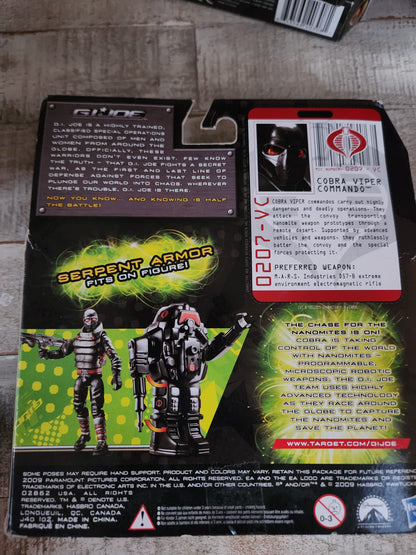 G.I. JOE
G.I. JOE IS A HIGHLY TRAINED,
CLASSIFIED SPECIAL OPERATIONS
UNIT COMPOSED OF MEN AND
WOMEN FROM AROUND THE
GLOBE. OFFICIALLY, THESE
WARRIORS DON'T EVEN EXIST. FEW KNOW
THE TRUTH - THAT G.I. JOE FIGHTS A SECRET
WAR, AS THE FIRST AND LAST LINE OF
DEFENSE AGAINST FORCES THAT SEEK TO
PLUNGE OUR WORLD INTO CHAOS. WHEREVER
THERE'S TROUBLE, G.I. JOE IS THERE.
NOW YOU KNOW... AND KNOWING IS HALF
THE BATTLE!
0207-VC
COBRA VIPER
COMMANDO™
0207-VC
COBRA VIPER commandos carry out highly
dangerous and deadly operations. They
attack the convoy transporting
nanomite weapon prototypes through a
remote desert. Supported by advanced
vehicles and weapons, they ruthlessly
batter the convoy and the special
forces protecting it.
PREFERRED WEAPON:
M.A.R.S. Industries D17-B extreme
environment electromagnetic rifle
SERPENT ARMOR
FITS ON FIGURE!
THE CHASE FOR THE
NANOMITES IS ON!
COBRA IS TAKING
CONTROL OF THE WORLD
WITH NANOMITES -
PROGRAMMABLE,
MICROSCOPIC ROBOTIC
WEAPONS. THE G.I. JOE
TEAM USES HIGHLY
ADVANCED TECHNOLOGY
AS THEY RACE AROUND
THE GLOBE TO CAPTURE
THE NANOMITES AND
SAVE THE PLANET!
WWW.TARGET.COM/GIJOE
SOME POSES MAY REQUIRE HAND SUPPORT. PRODUCT AND COLORS MAY VARY. RETAIN THIS PACKAGE FOR FUTURE REFERENCE.
2009 PARAMOUNT PICTURES CORPORATION. ALL RIGHTS RESERVED. EA AND THE EA LOGO ARE REGISTERED
TRADEMARKS OF ELECTRONIC ARTS INC. IN THE U.S. AND/OR OTHER COUNTRIES. ® AND/OR™ & © 2009 HASBRO, PAWTUCKET,
02862 USA. ALL RIGHTS
RESERVED. TM & ® DENOTE U.S.
TRADEMARKS. HASBRO CANADA,
LONGUEUIL, QC, CANADA
J4G 1G2. MADE IN CHINA.
FABRIQUÉ EN CHINE.
0-3
Paramount